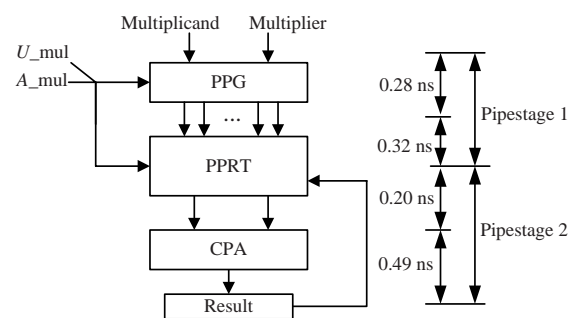 Multiplicand Multiplier
U_mul
A_mul
PPG
...
PPRT
CPA
Result
0.28 ns
0.32 ns
0.20 ns
0.49 ns
Pipestage 1
Pipestage 2